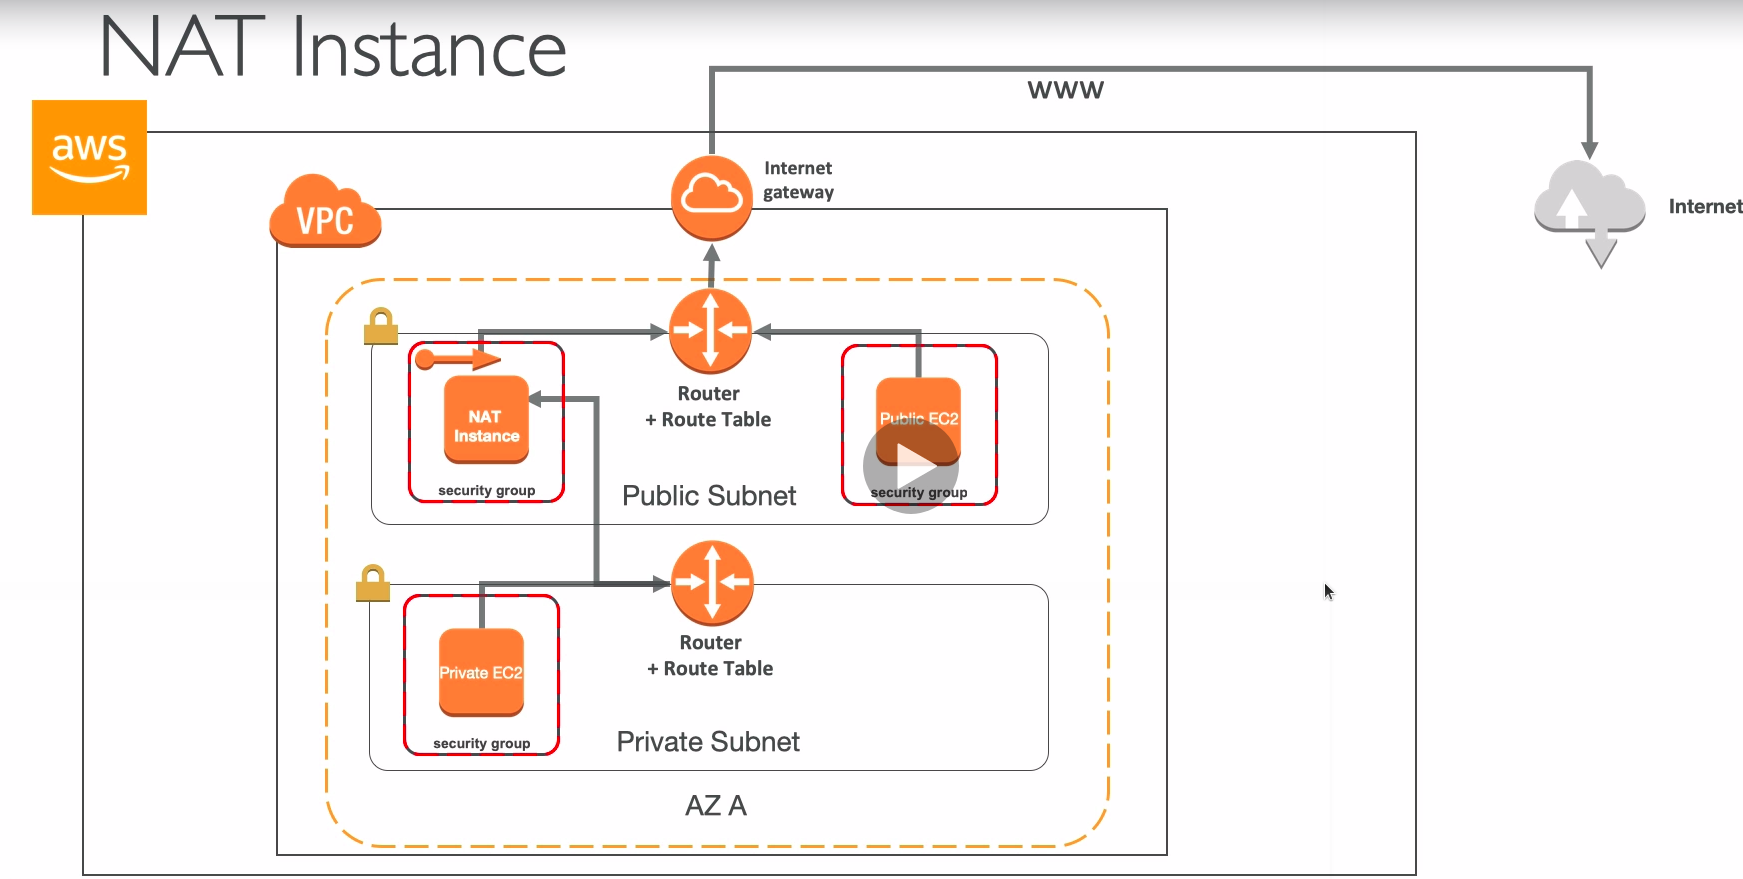 NAT Instance
aws
www
Internet
gateway
Internet
VPC
Router
+ Route Table
NAT
Instance
security group
Public EC2
security group
Public Subnet
Router
+ Route Table
Private EC2
security group
Private Subnet
AZ A